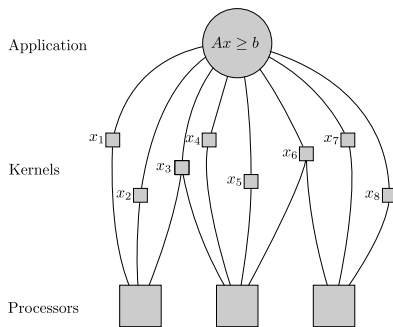 Application
Ax ≥ b
x₁
x₄
x₇
x₆
Kernels
x₃
x₅
x₂
x₈
Processors